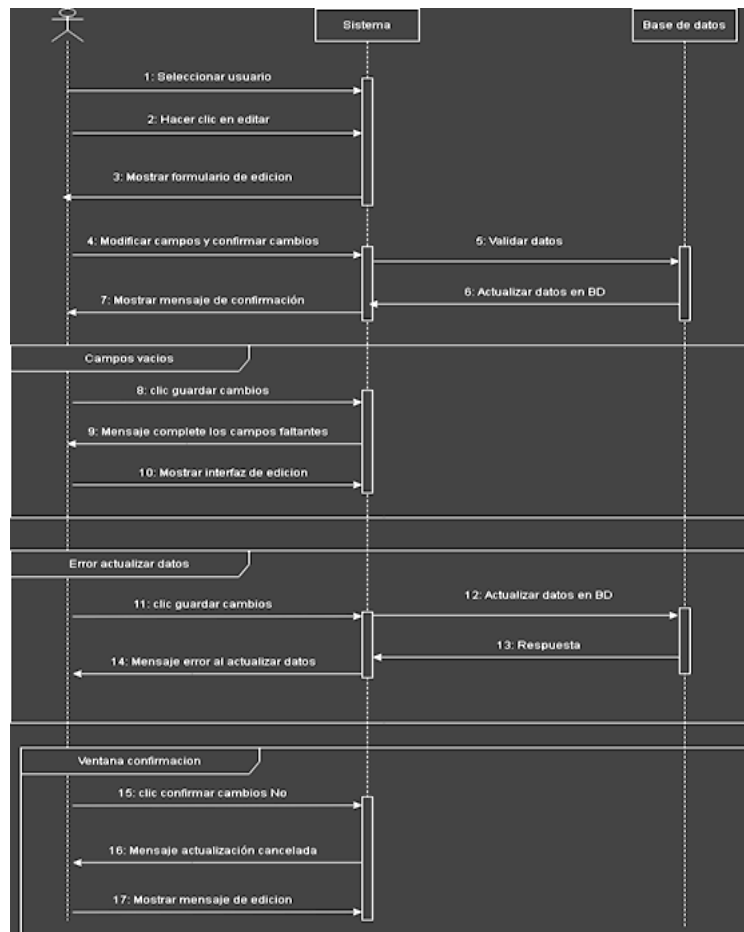 Sistema
Base de datos
1: Seleccionar usuario
2: Hacer clic en editar
3: Mostrar formulario de edicion
4: Modificar campos y confirmar cambios
5: Validar datos
6: Actualizar datos en BD
7: Mostrar mensaje de confirmación
Campos vacios
8: clic guardar cambios
9: Mensaje complete los campos faltantes
10: Mostrar interfaz de edicion
Error actualizar datos
11: clic guardar cambios
12: Actualizar datos en BD
13: Respuesta
14: Mensaje error al actualizar datos
Ventana confirmacion
15: clic confirmar cambios No
16: Mensaje actualización cancelada
17: Mostrar mensaje de edicion